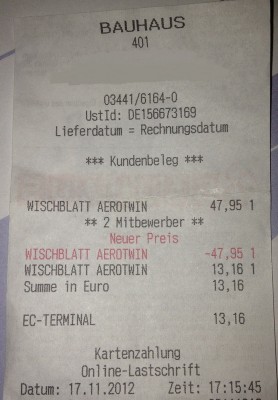 BAUHAUS
401
03441/6164-0
UstId: DE156673169
Lieferdatum = Rechnungsdatum
*** Kundenbeleg ***
WISCHBLATT AEROTWIN 47,95 1
** 2 Mitbewerber **
Neuer Preis
WISCHBLATT AEROTWIN -47,95 1
WISCHBLATT AEROTWIN 13,16 1
Summe in Euro 13,16
EC-TERMINAL 13,16
Kartenzahlung
Online-Lastschrift
Datum: 17.11.2012 Zeit: 17:15:45